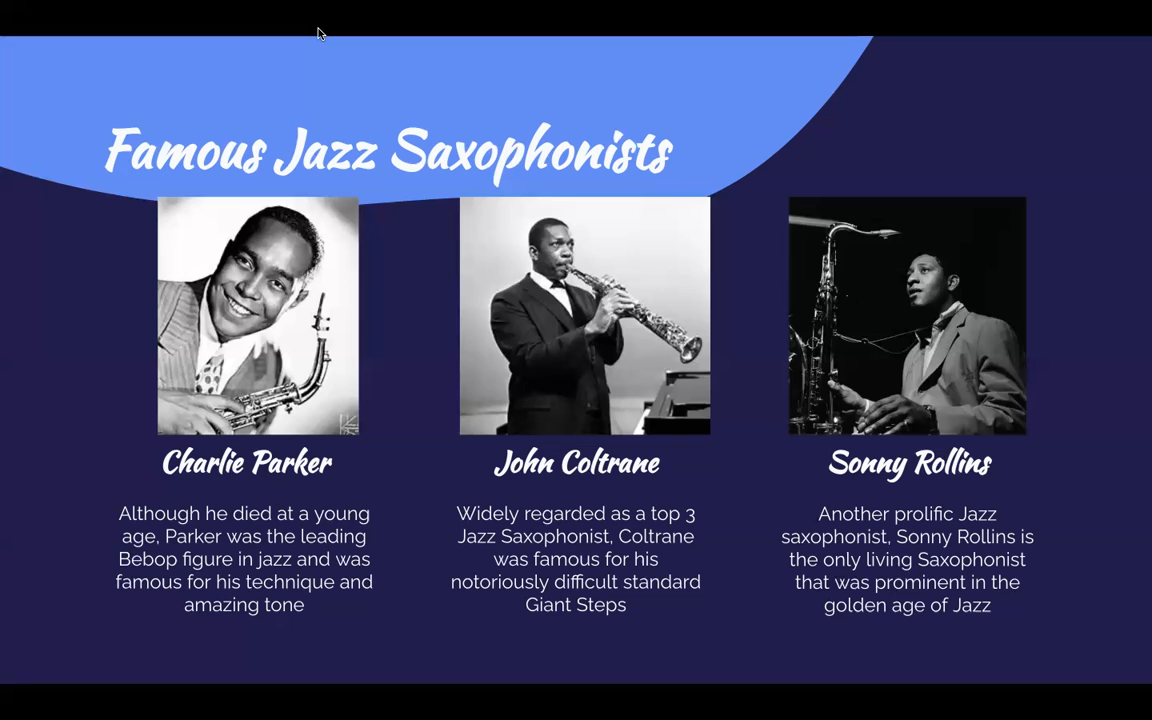 Famous Jazz Saxophonists
Charlie Parker
Although he died at a young
age, Parker was the leading
Bebop figure in jazz and was
famous for his technique and
amazing tone
John Coltrane
Widely regarded as a top 3
Jazz Saxophonist, Coltrane
was famous for his
notoriously difficult standard
Giant Steps
Sonny Rollins
Another prolific Jazz
saxophonist, Sonny Rollins is
the only living Saxophonist
that was prominent in the
golden age of Jazz